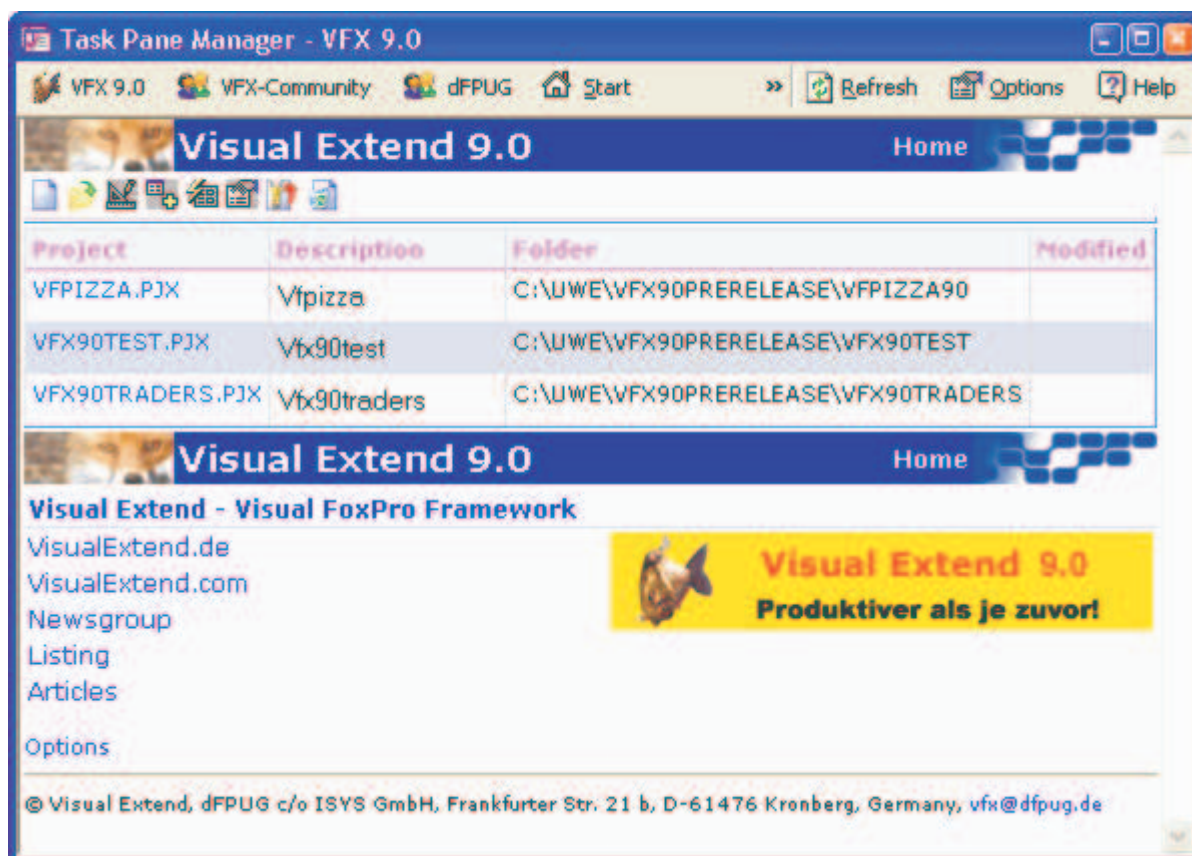 Task Pane Manager - VFX 9.0
VFX 9.0 VFX-Community dFPUG Start » Refresh Options Help
Visual Extend 9.0 Home
Project Description Folder Modified
VFPIZZA.PJX Vfpizza C:\UWE\VFX90PRERELEASE\VFPIZZA90
VFX90TEST.PJX Vfx90test C:\UWE\VFX90PRERELEASE\VFX90TEST
VFX90TRADERS.PJX Vfx90traders C:\UWE\VFX90PRERELEASE\VFX90TRADERS
Visual Extend 9.0 Home
Visual Extend - Visual FoxPro Framework
VisualExtend.de
VisualExtend.com
Newsgroup
Listing
Articles
Visual Extend 9.0
Produktiver als je zuvor!
Options
© Visual Extend, dFPUG c/o ISYS GmbH, Frankfurter Str. 21 b, D-61476 Kronberg, Germany, vfx@dfpug.de